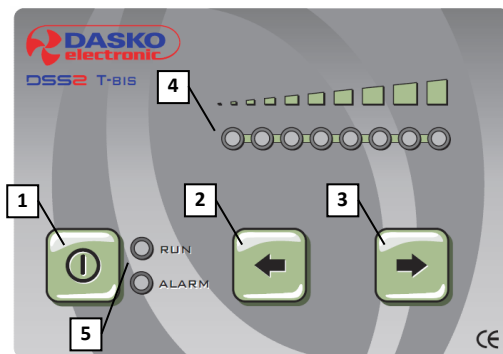 DASKO
electronic
DSS2 T-BIS
4
1
2
3
RUN
ALARM
5
CE